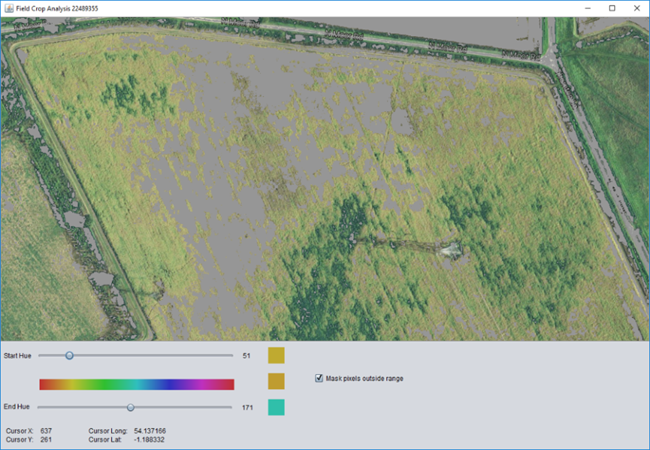 Field Crop Analysis 22489355
Start Hue 51
Mask pixels outside range
End Hue 171
Cursor X: 637 Cursor Long: 54.137166
Cursor Y: 261 Cursor Lat: -1.188332